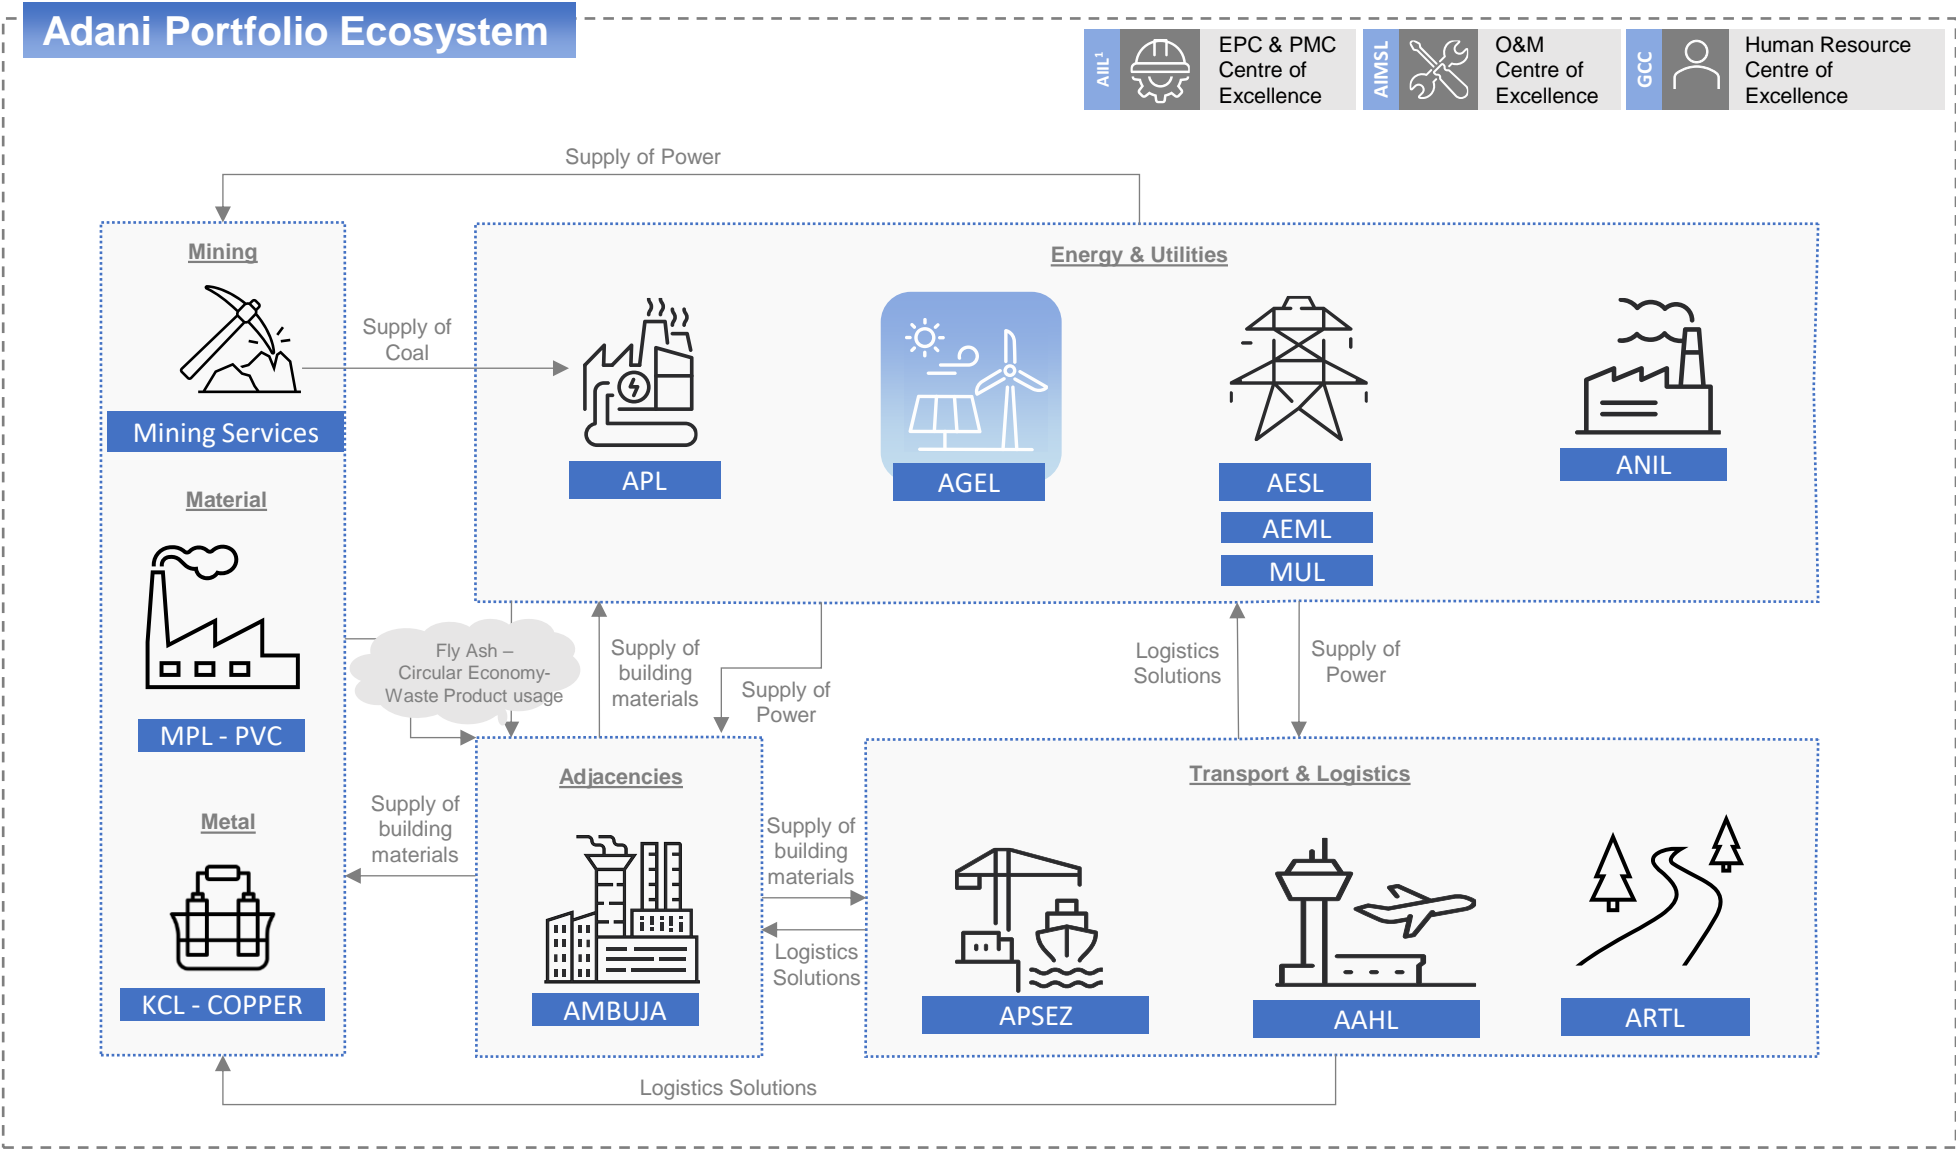 Adani Portfolio Ecosystem
AIIL¹
EPC & PMC
Centre of
Excellence
AIMSL
O&M
Centre of
Excellence
GCC
Human Resource
Centre of
Excellence
Supply of Power
Mining
Mining Services
Material
MPL - PVC
Metal
KCL - COPPER
Supply of
Coal
Energy & Utilities
APL
AGEL
AESL
AEML
MUL
ANIL
Fly Ash –
Circular Economy-
Waste Product usage
Supply of
building
materials
Supply of
Power
Logistics
Solutions
Supply of
Power
Supply of
building
materials
Adjacencies
AMBUJA
Supply of
building
materials
Logistics
Solutions
Transport & Logistics
APSEZ
AAHL
ARTL
Logistics Solutions